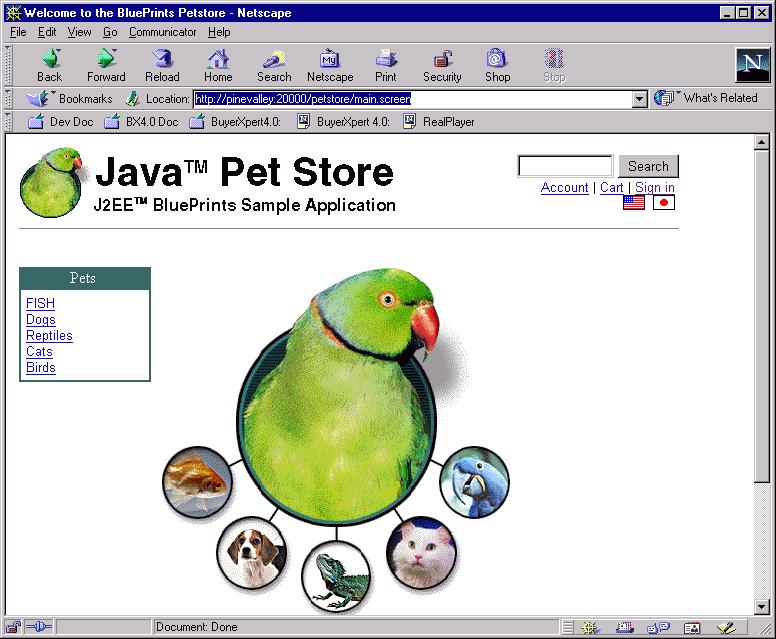 Welcome to the BluePrints Petstore - Netscape
File Edit View Go Communicator Help
Back Forward Reload Home Search Netscape Print Security Shop Stop
My
N
Bookmarks Location: http://pinevalley:20000/petstore/main.screen What's Related
Dev Doc BX4.0 Doc BuyerXpert4.0: BuyerXpert 4.0: RealPlayer
Java™ Pet Store
J2EE™ BluePrints Sample Application
Search
Account | Cart | Sign in
Pets
FISH
Dogs
Reptiles
Cats
Birds
Document: Done